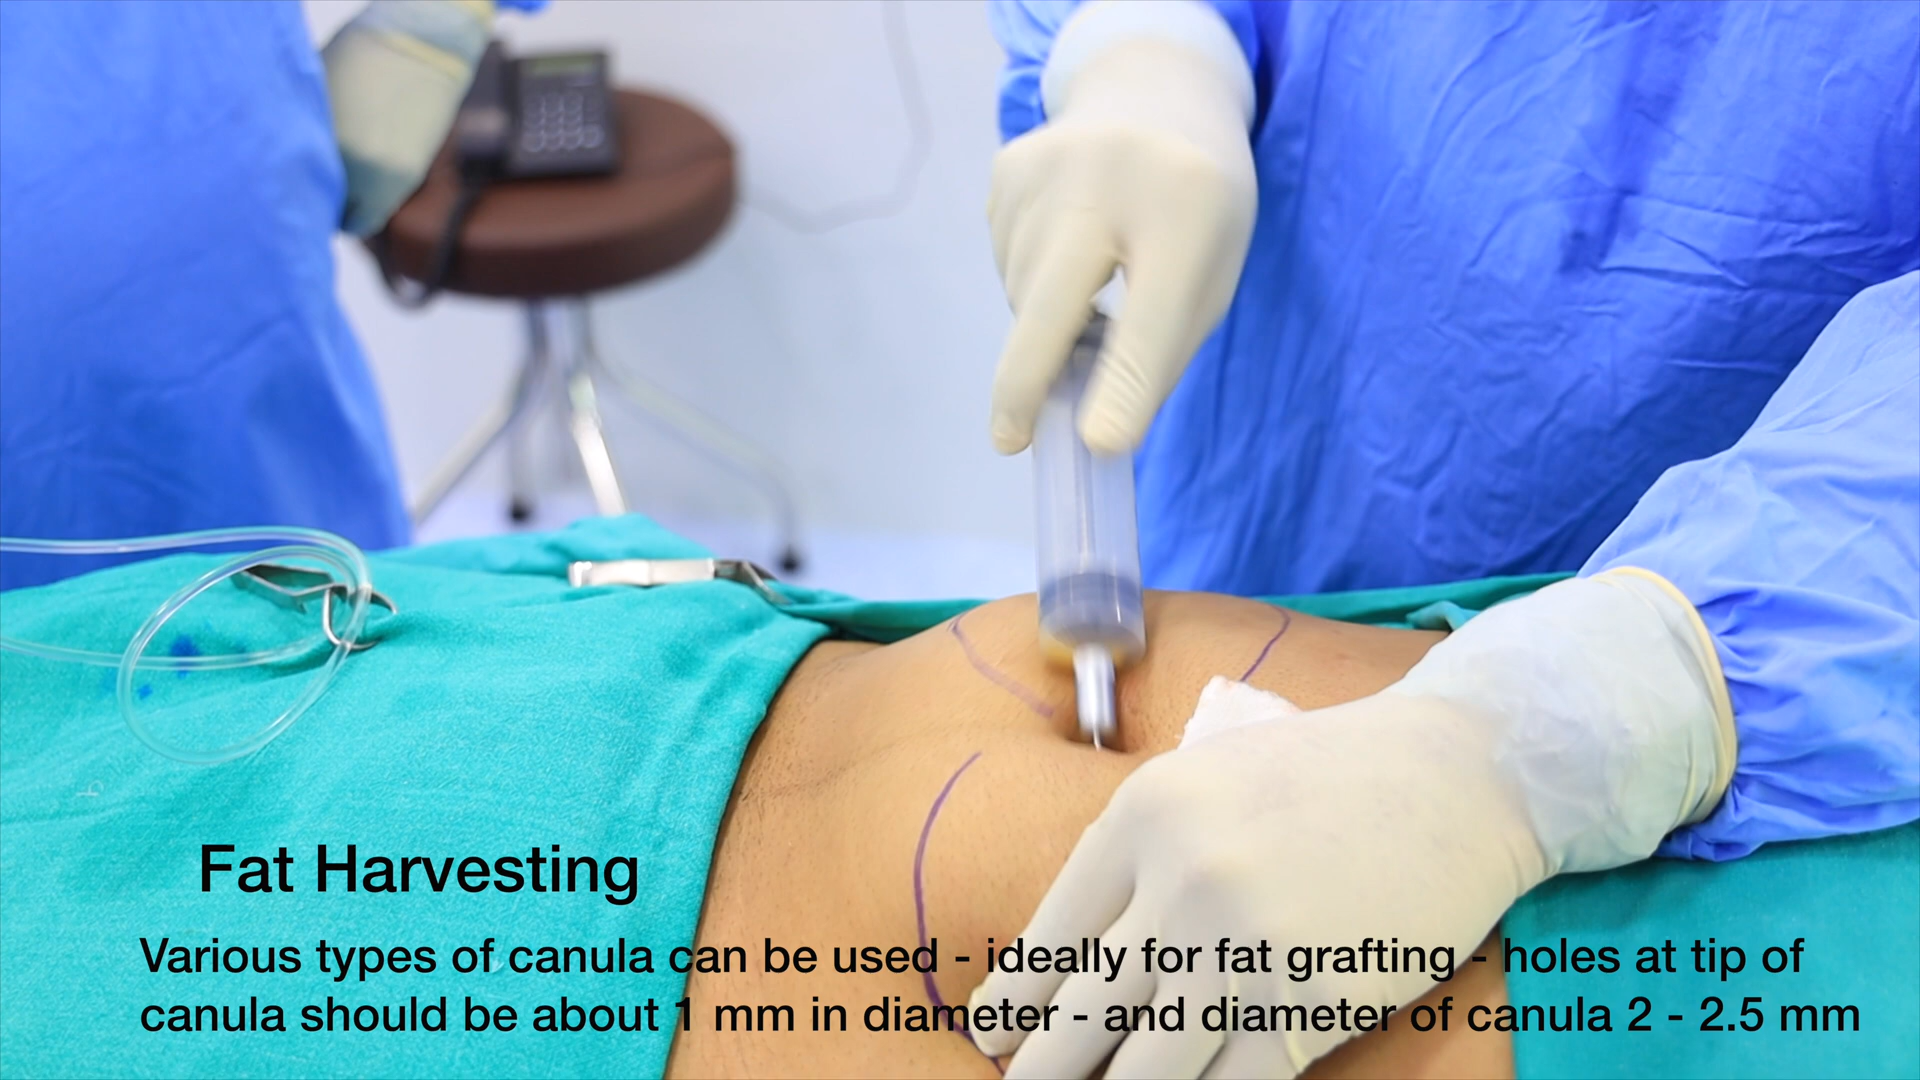 Fat Harvesting
Various types of canula can be used - ideally for fat grafting - holes at tip of
canula should be about 1 mm in diameter - and diameter of canula 2 - 2.5 mm